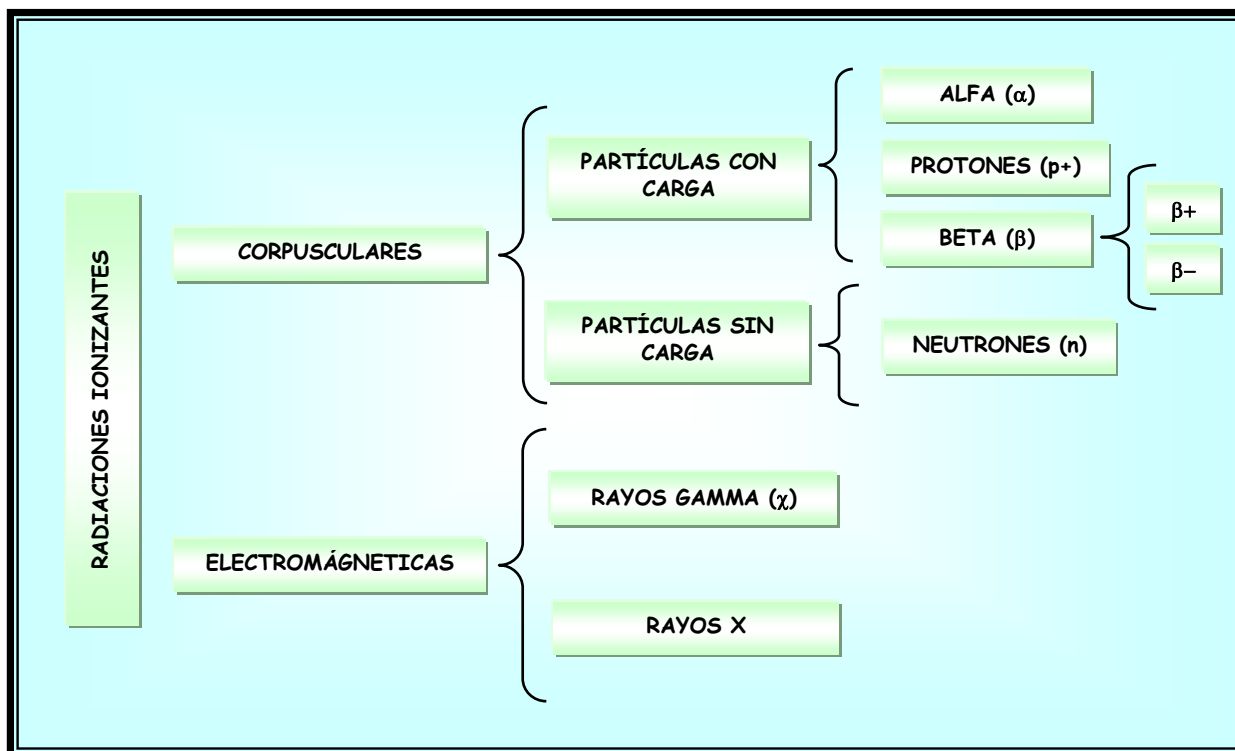 RADIACIONES IONIZANTES
CORPUSCULARES
PARTÍCULAS CON
CARGA
ALFA (α)
PROTONES (p+)
BETA (β)
β+
β−
PARTÍCULAS SIN
CARGA
NEUTRONES (n)
ELECTROMÁGNETICAS
RAYOS GAMMA (χ)
RAYOS X